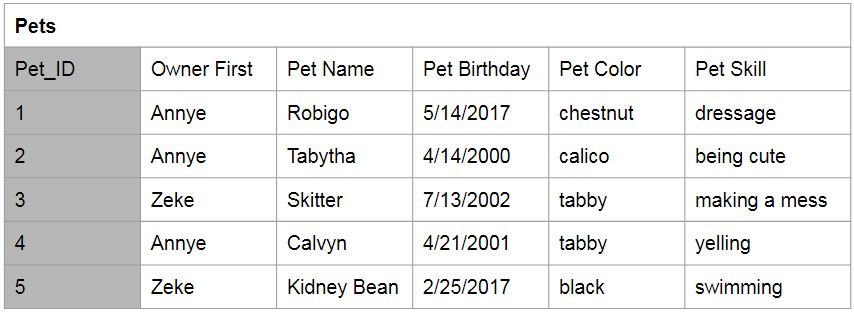 Pets
Pet_ID Owner First Pet Name Pet Birthday Pet Color Pet Skill
1 Annye Robigo 5/14/2017 chestnut dressage
2 Annye Tabytha 4/14/2000 calico being cute
3 Zeke Skitter 7/13/2002 tabby making a mess
4 Annye Calvyn 4/21/2001 tabby yelling
5 Zeke Kidney Bean 2/25/2017 black swimming